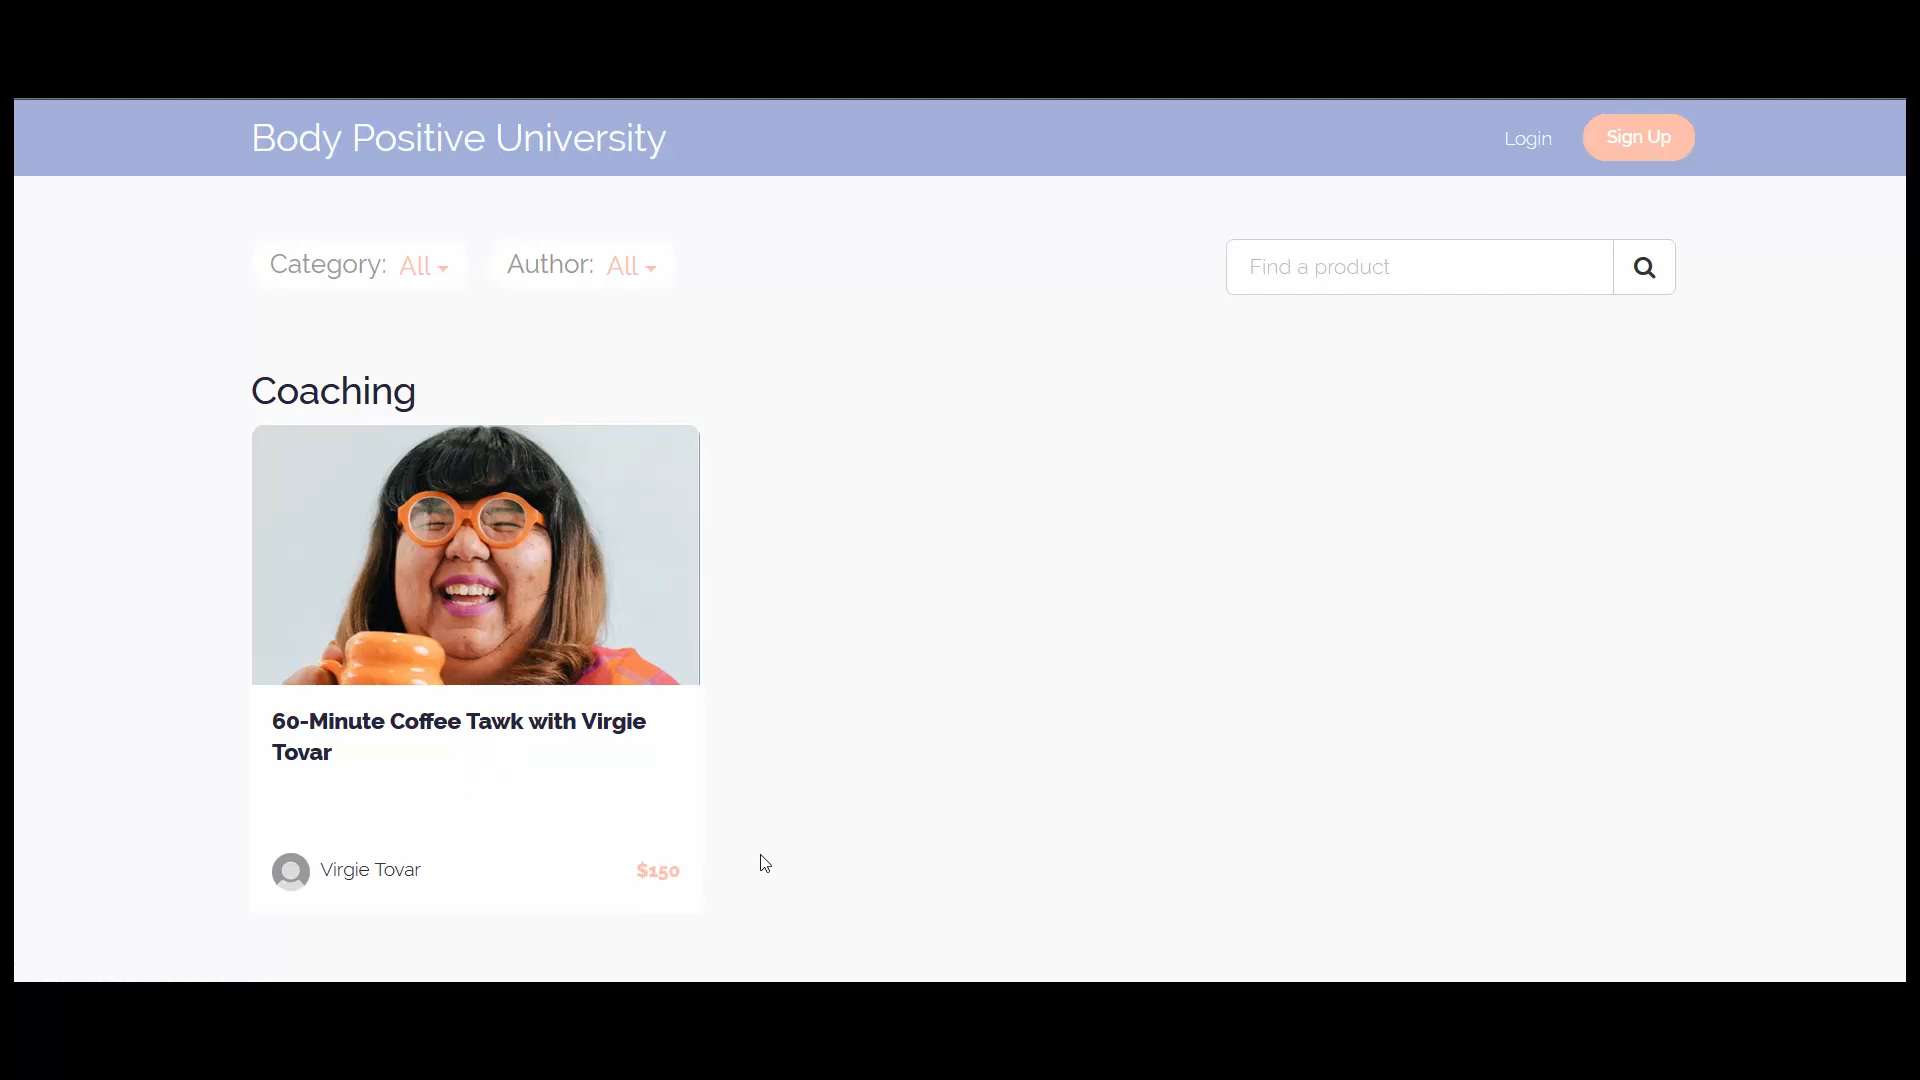 Body Positive University
Login
Sign Up
Category: All
Author: All
Find a product
Coaching
60-Minute Coffee Tawk with Virgie
Tovar
Virgie Tovar
$150